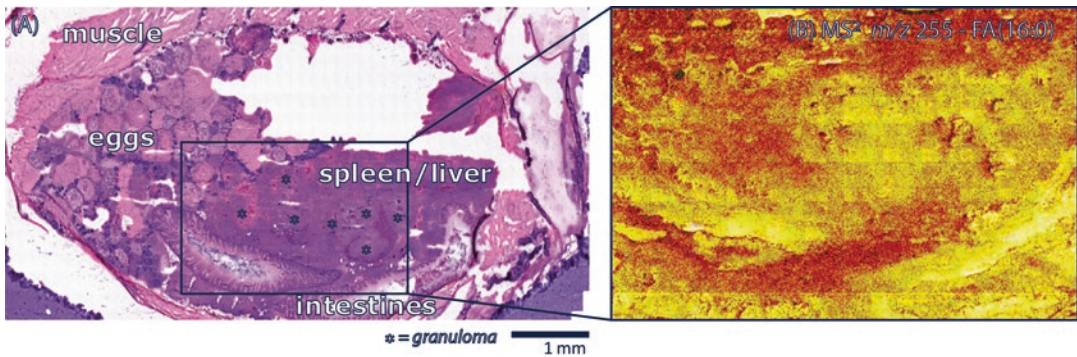 (A)
muscle
(B) MS² m/z 255 - FA(16:0)
eggs
spleen/liver
intestines
* = granuloma
1 mm